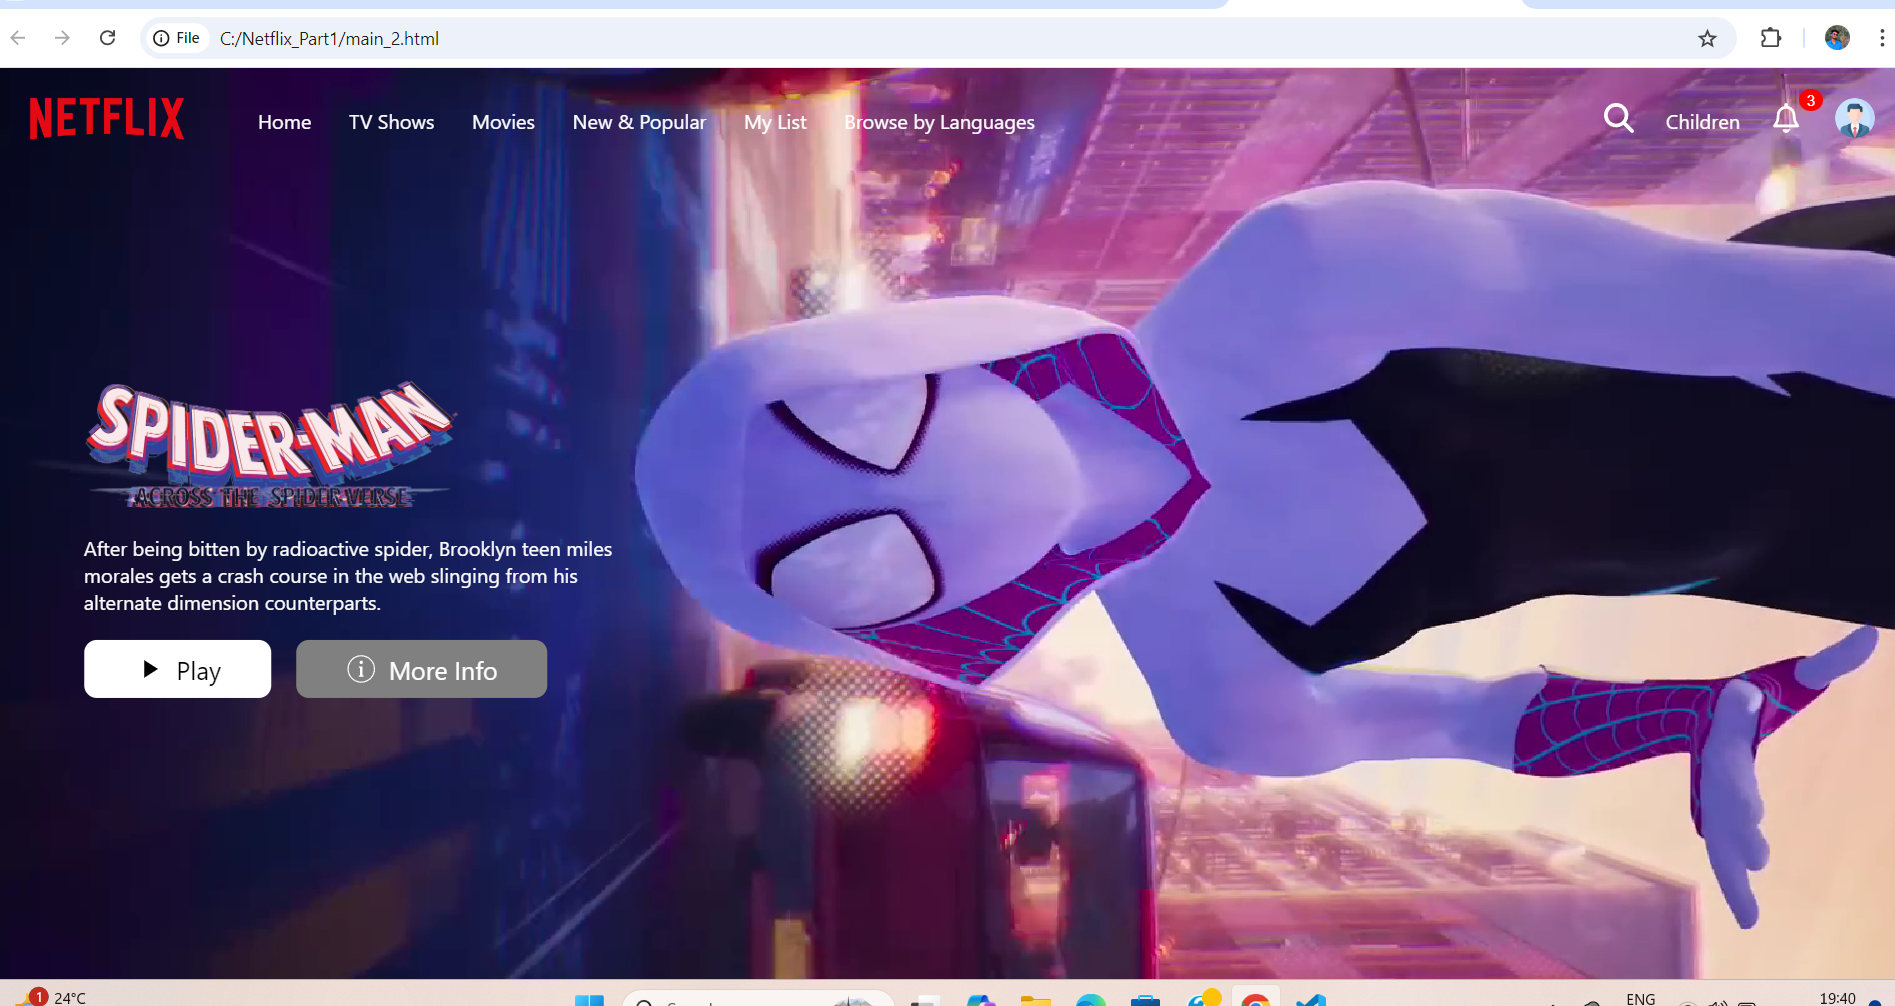 File C:/Netflix_Part1/main_2.html
NETFLIX Home TV Shows Movies New & Popular My List Browse by Languages Children 3
SPIDER-MAN
ACROSS THE SPIDER-VERSE
After being bitten by radioactive spider, Brooklyn teen miles
morales gets a crash course in the web slinging from his
alternate dimension counterparts.
Play More Info
1 24°C ENG 19:40